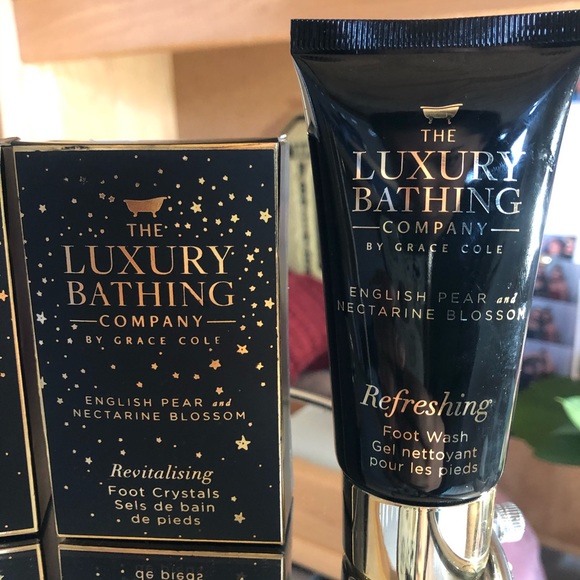 THE
LUXURY
BATHING
COMPANY
BY GRACE COLE
ENGLISH PEAR and
NECTARINE BLOSSOM
Revitalising
Foot Crystals
Sels de bain
de pieds
THE
LUXURY
BATHING
COMPANY
BY GRACE COLE
ENGLISH PEAR and
NECTARINE BLOSSOM
Refreshing
Foot Wash
Gel nettoyant
pour les pieds